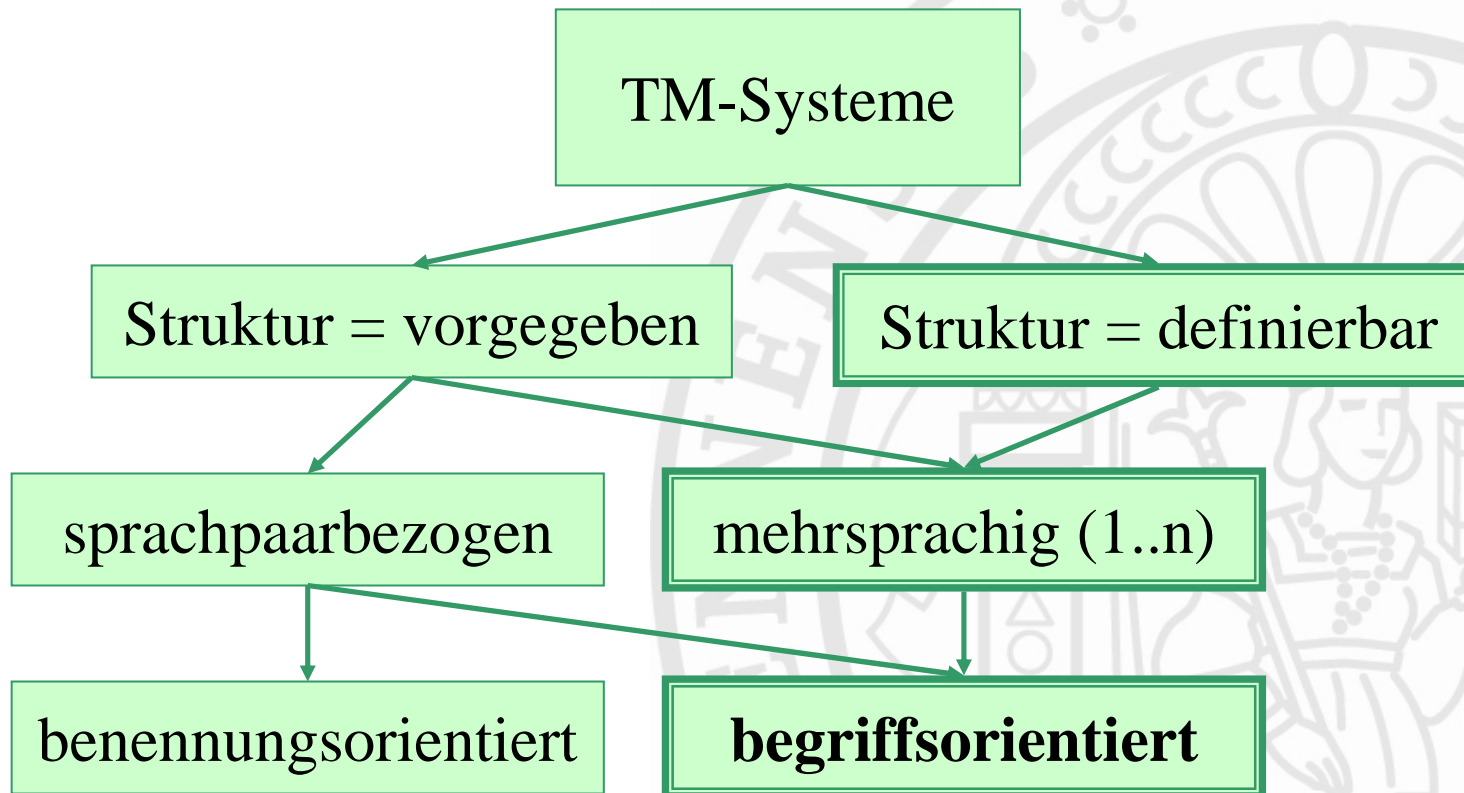 TM-Systeme
Struktur = vorgegeben
Struktur = definierbar
sprachpaarbezogen
mehrsprachig (1..n)
benennungsorientiert
begriffsorientiert